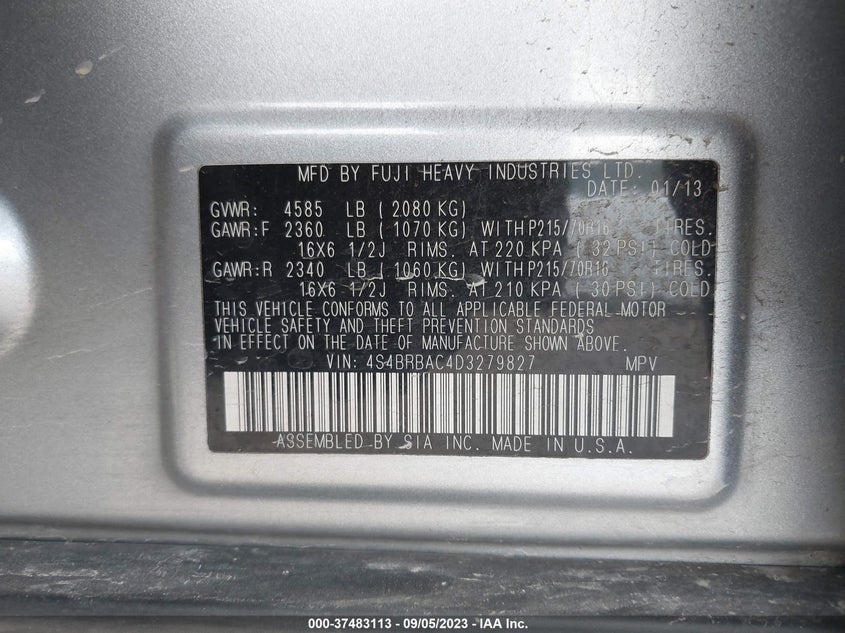 MFD BY FUJI HEAVY INDUSTRIES LTD.
DATE: 01/13
GVWR: 4585 LB ( 2080 KG)
GAWR:F 2360 LB ( 1070 KG) WITH P215/70R16 TIRES.
16X6 1/2J RIMS. AT 220 KPA ( 32 PSI) COLD
GAWR:R 2340 LB ( 1060 KG) WITH P215/70R16 TIRES.
16X6 1/2J RIMS. AT 210 KPA ( 30 PSI) COLD
THIS VEHICLE CONFORMS TO ALL APPLICABLE FEDERAL MOTOR
VEHICLE SAFETY AND THEFT PREVENTION STANDARDS
IN EFFECT ON THE DATE OF MANUFACTURE SHOWN ABOVE.
VIN: 4S4BRBAC4D3279827 MPV
ASSEMBLED BY SIA INC. MADE IN U.S.A.
000-37483113 - 09/05/2023 - © IAA Inc.